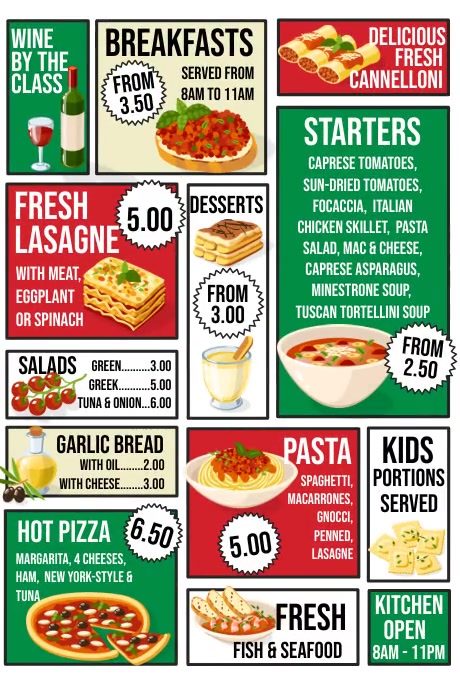 WINE
BY THE
CLASS
BREAKFASTS
FROM
3.50
SERVED FROM
8AM TO 11AM
DELICIOUS
FRESH
CANNELLONI
STARTERS
CAPRESE TOMATOES,
SUN-DRIED TOMATOES,
FOCACCIA, ITALIAN
CHICKEN SKILLET, PASTA
SALAD, MAC & CHEESE,
CAPRESE ASPARAGUS,
MINESTRONE SOUP,
TUSCAN TORTELLINI SOUP
FROM
2.50
FRESH
LASAGNE
5.00
WITH MEAT,
EGGPLANT
OR SPINACH
DESSERTS
FROM
3.00
SALADS
GREEN..........3.00
GREEK..........5.00
TUNA & ONION...6.00
GARLIC BREAD
WITH OIL.......2.00
WITH CHEESE.......3.00
PASTA
SPAGHETTI,
MACARRONES,
GNOCCI,
PENNED,
LASAGNE
5.00
KIDS
PORTIONS
SERVED
HOT PIZZA
6.50
MARGARITA, 4 CHEESES,
HAM, NEW YORK-STYLE &
TUNA
FRESH
FISH & SEAFOOD
KITCHEN
OPEN
8AM - 11PM